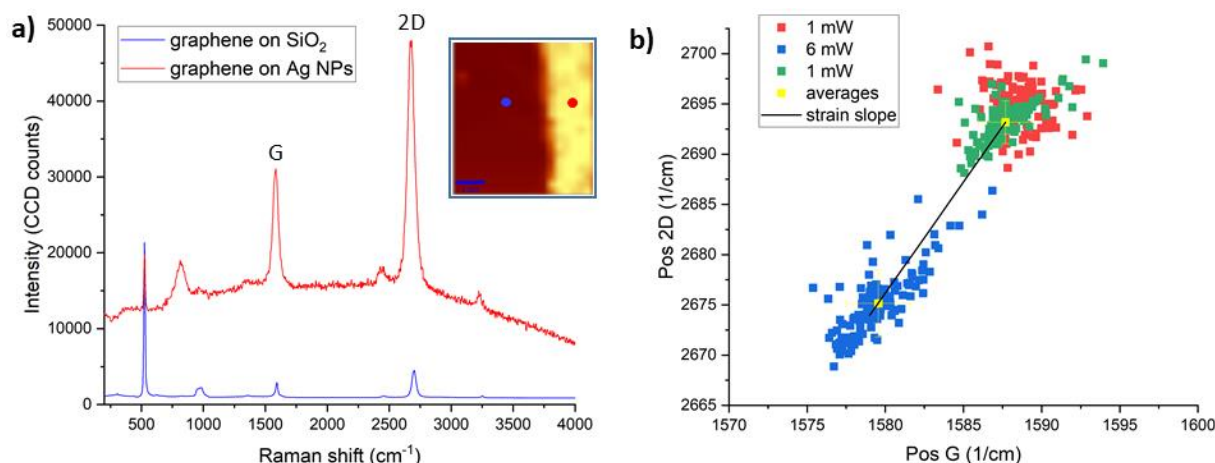 a)
graphene on SiO₂
graphene on Ag NPs
G
2D
Intensity (CCD counts)
50000
40000
30000
20000
10000
0
500 1000 1500 2000 2500 3000 3500 4000
Raman shift (cm⁻¹)
b)
1 mW
6 mW
1 mW
averages
strain slope
Pos 2D (1/cm)
2700
2695
2690
2685
2680
2675
2670
2665
1570 1575 1580 1585 1590 1595 1600
Pos G (1/cm)